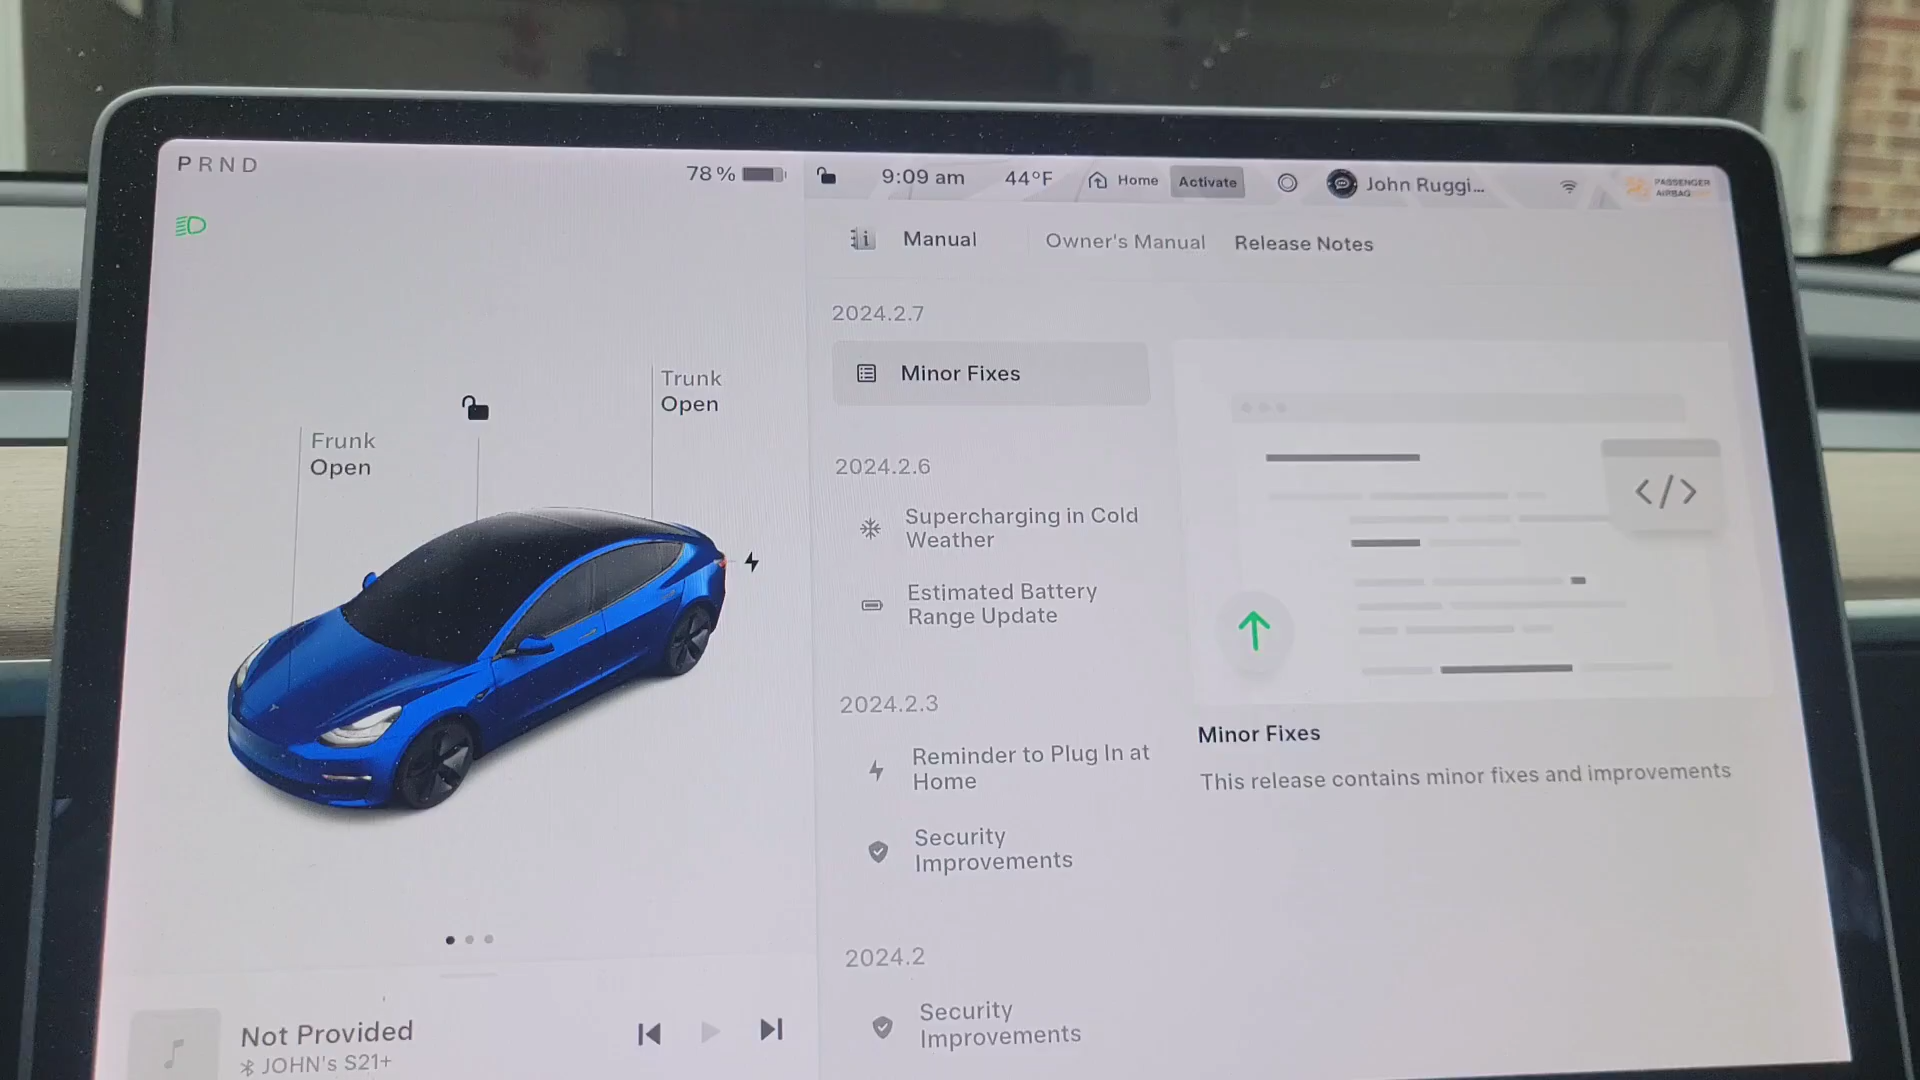 PRND
78 %
9:09 am
44°F
Home
Activate
John Ruggi...
PASSENGER
AIRBAG
Manual
Owner's Manual
Release Notes
Trunk
Open
Frunk
Open
2024.2.7
Minor Fixes
2024.2.6
Supercharging in Cold
Weather
Estimated Battery
Range Update
2024.2.3
Reminder to Plug In at
Home
Security
Improvements
2024.2
Security
Improvements
</>
Minor Fixes
This release contains minor fixes and improvements
Not Provided
JOHN's S21+